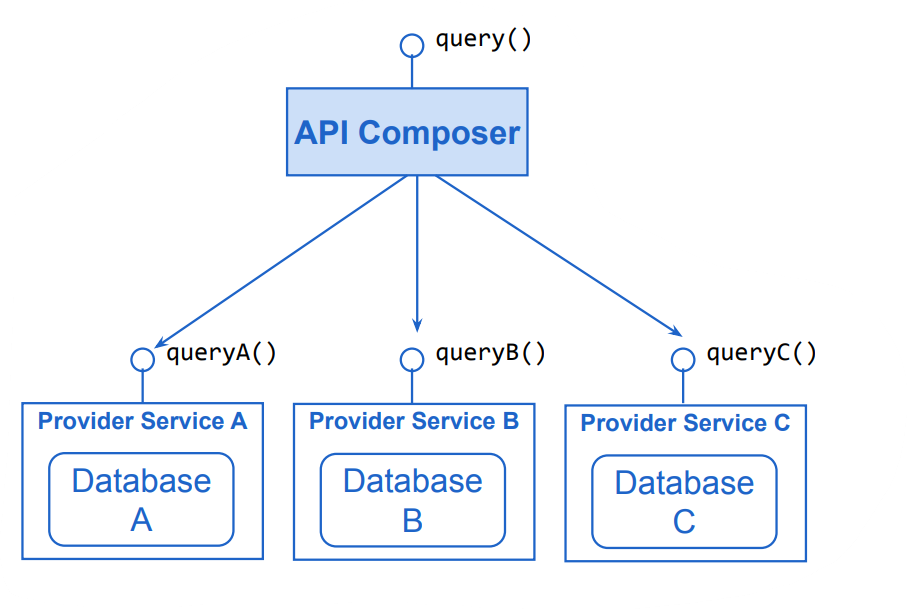 query()
API Composer
queryA()
queryB()
queryC()
Provider Service A
Provider Service B
Provider Service C
Database
A
Database
B
Database
C